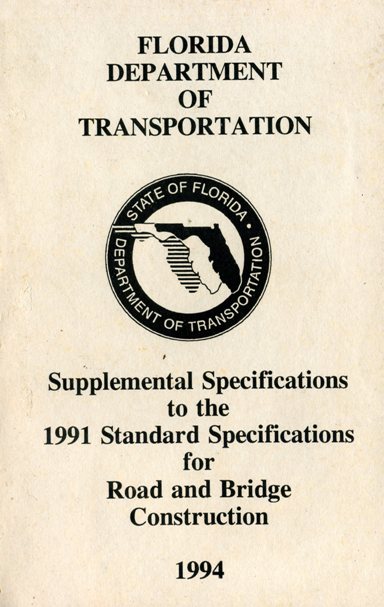 FLORIDA
DEPARTMENT
OF
TRANSPORTATION
STATE OF FLORIDA
DEPARTMENT OF TRANSPORTATION
Supplemental Specifications
to the
1991 Standard Specifications
for
Road and Bridge
Construction
1994